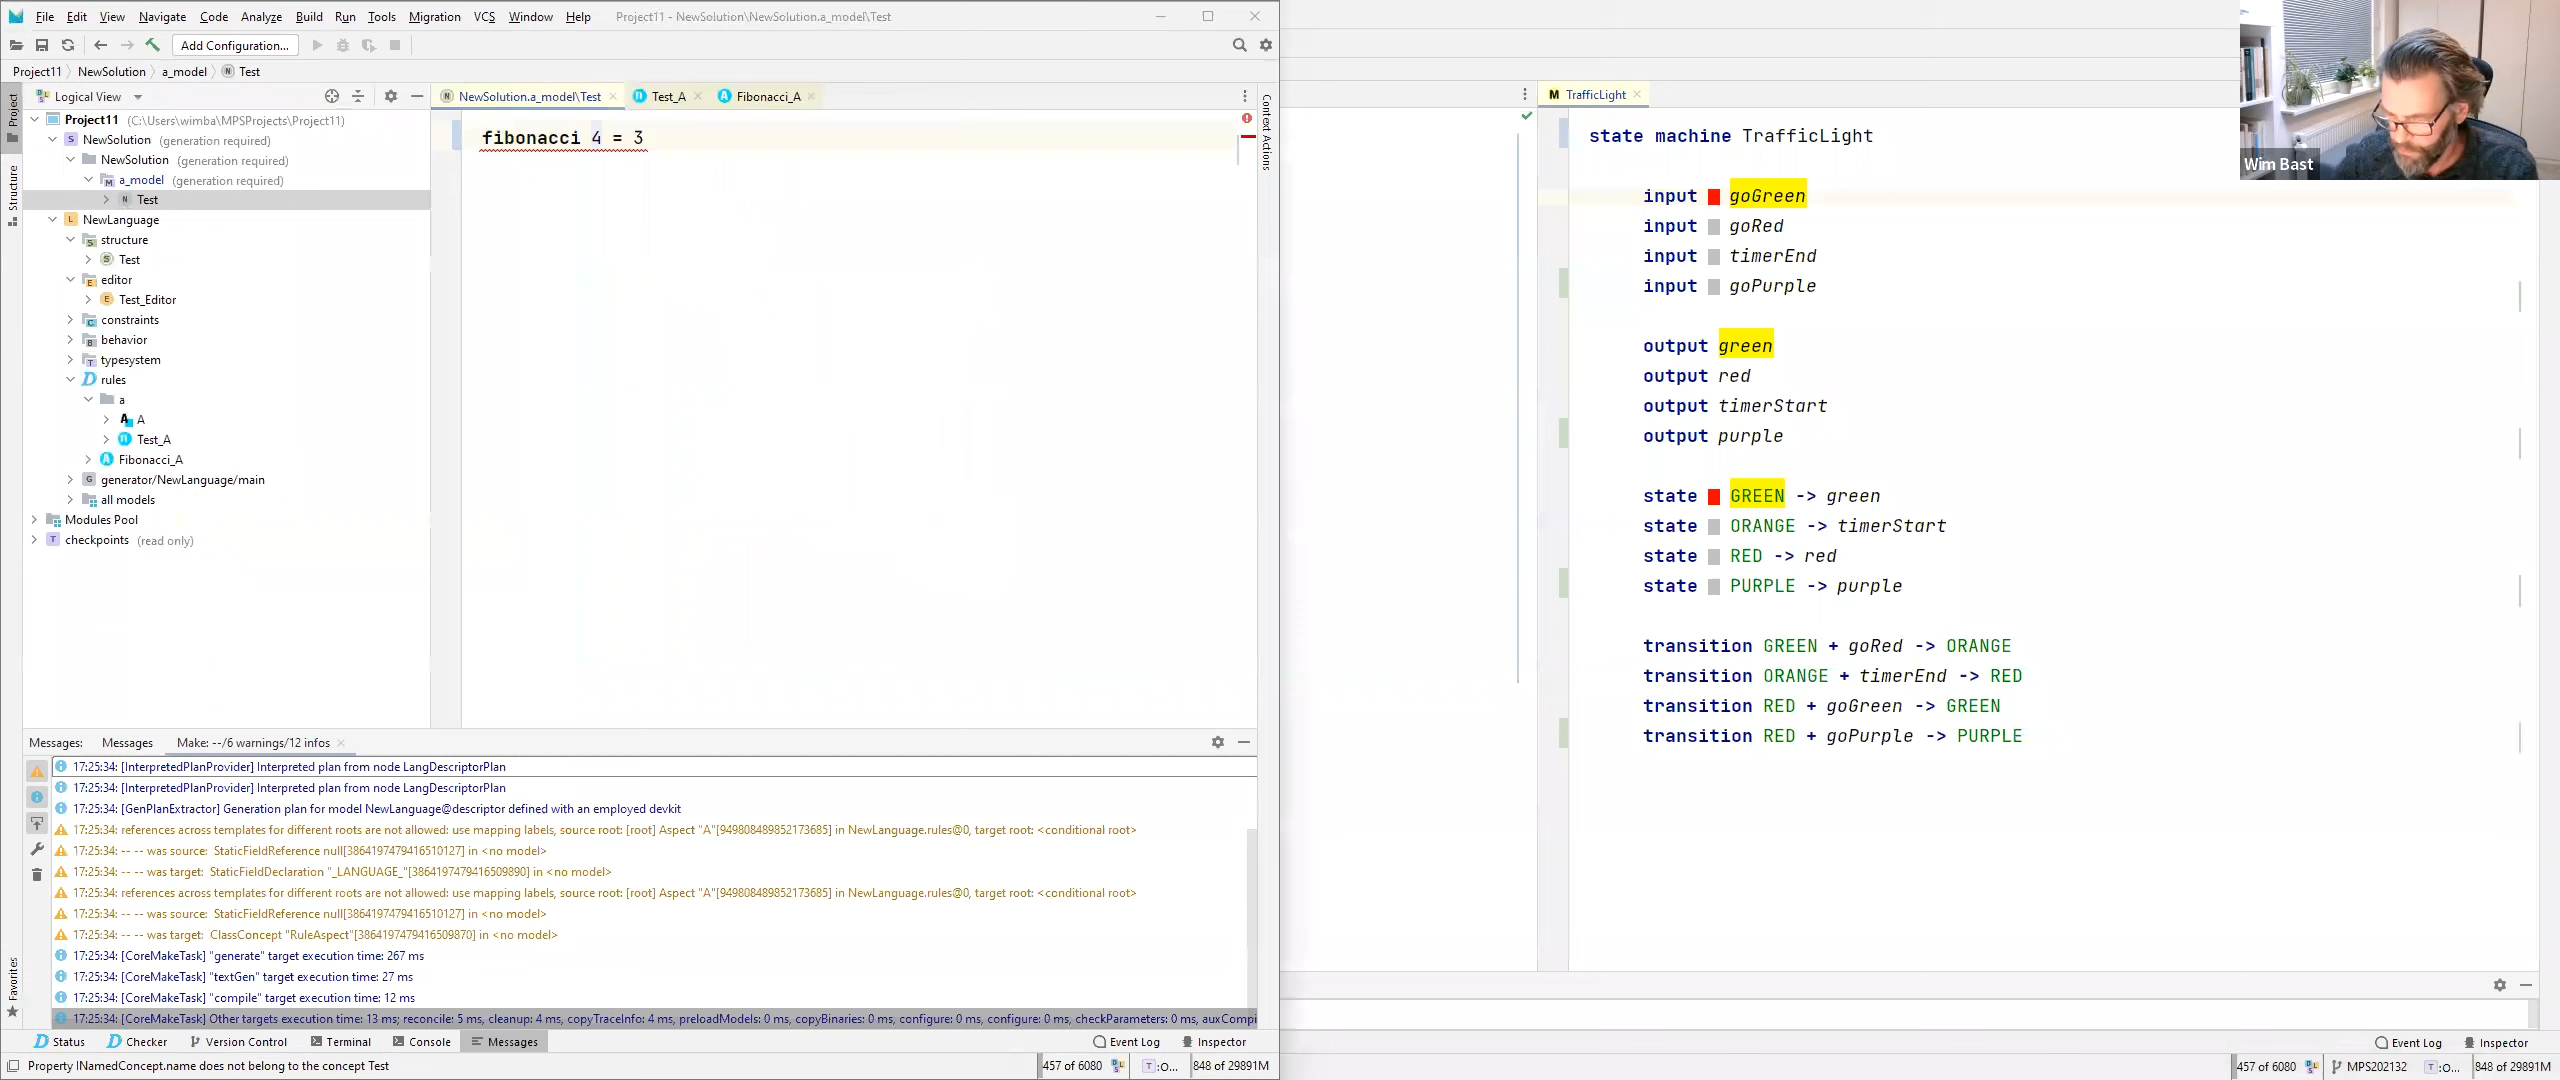 File Edit View Navigate Code Analyze Build Run Tools Migration VCS Window Help Project11 - NewSolution\NewSolution.a_model\Test
Add Configuration...
Project11 NewSolution a_model N Test
Project
Structure
Favorites
Logical View
Project11 (C:\Users\wimba\MPSProjects\Project11)
NewSolution (generation required)
NewSolution (generation required)
a_model (generation required)
Test
NewLanguage
structure
Test
editor
Test_Editor
constraints
behavior
typesystem
rules
a
A
Test_A
Fibonacci_A
generator/NewLanguage/main
all models
Modules Pool
checkpoints (read only)
NewSolution.a_model\Test Test_A Fibonacci_A
fibonacci 4 = 3
Context Actions
Messages: Messages Make: --/6 warnings/12 infos
17:25:34: [InterpretedPlanProvider] Interpreted plan from node LangDescriptorPlan
17:25:34: [InterpretedPlanProvider] Interpreted plan from node LangDescriptorPlan
17:25:34: [GenPlanExtractor] Generation plan for model NewLanguage@descriptor defined with an employed devkit
17:25:34: references across templates for different roots are not allowed: use mapping labels, source root: [root] Aspect "A"[949808489852173685] in NewLanguage.rules@0, target root: <conditional root>
17:25:34: -- -- was source: StaticFieldReference null[3864197479416510127] in <no model>
17:25:34: -- -- was target: StaticFieldDeclaration "_LANGUAGE_"[3864197479416509890] in <no model>
17:25:34: references across templates for different roots are not allowed: use mapping labels, source root: [root] Aspect "A"[949808489852173685] in NewLanguage.rules@0, target root: <conditional root>
17:25:34: -- -- was source: StaticFieldReference null[3864197479416510127] in <no model>
17:25:34: -- -- was target: ClassConcept "RuleAspect"[3864197479416509870] in <no model>
17:25:34: [CoreMakeTask] "generate" target execution time: 267 ms
17:25:34: [CoreMakeTask] "textGen" target execution time: 27 ms
17:25:34: [CoreMakeTask] "compile" target execution time: 12 ms
17:25:34: [CoreMakeTask] Other targets execution time: 13 ms; reconcile: 5 ms, cleanup: 4 ms, copyTraceInfo: 4 ms, preloadModels: 0 ms, copyBinaries: 0 ms, configure: 0 ms, configure: 0 ms, checkParameters: 0 ms, auxCompi
Status Checker Version Control Terminal Console Messages Event Log Inspector
Property INamedConcept.name does not belong to the concept Test 457 of 6080 T :O... 848 of 29891M
M TrafficLight
state machine TrafficLight
input goGreen
input goRed
input timerEnd
input goPurple
output green
output red
output timerStart
output purple
state GREEN -> green
state ORANGE -> timerStart
state RED -> red
state PURPLE -> purple
transition GREEN + goRed -> ORANGE
transition ORANGE + timerEnd -> RED
transition RED + goGreen -> GREEN
transition RED + goPurple -> PURPLE
Wim Bast
Event Log Inspector
457 of 6080 MPS202132 T :O... 848 of 29891M